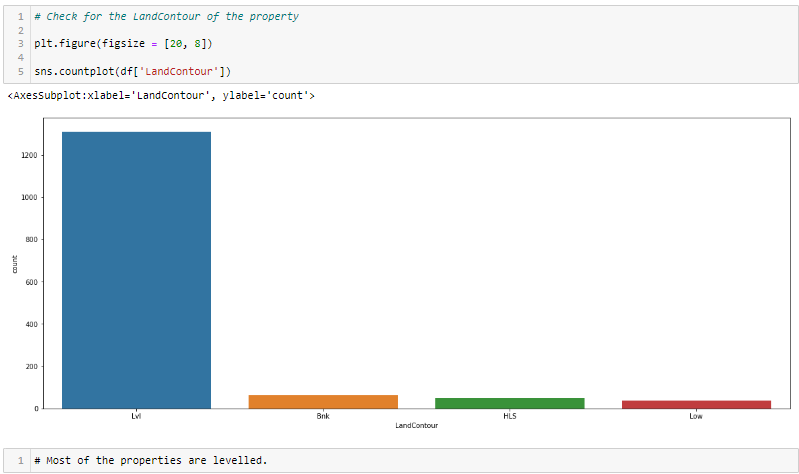 1 # Check for the LandContour of the property
2
3 plt.figure(figsize = [20, 8])
4
5 sns.countplot(df['LandContour'])
<AxesSubplot:xlabel='LandContour', ylabel='count'>
1200
1000
800
600
400
200
0
count
Lvl Bnk HLS Low
LandContour
1 # Most of the properties are levelled.